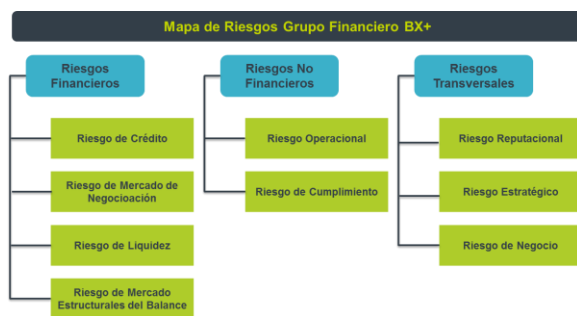 Mapa de Riesgos Grupo Financiero BX+
Riesgos
Financieros
Riesgo de Crédito
Riesgo de Mercado de
Negocioación
Riesgo de Liquidez
Riesgo de Mercado
Estructurales del Balance
Riesgos No
Financieros
Riesgo Operacional
Riesgo de Cumplimiento
Riesgos
Transversales
Riesgo Reputacional
Riesgo Estratégico
Riesgo de Negocio